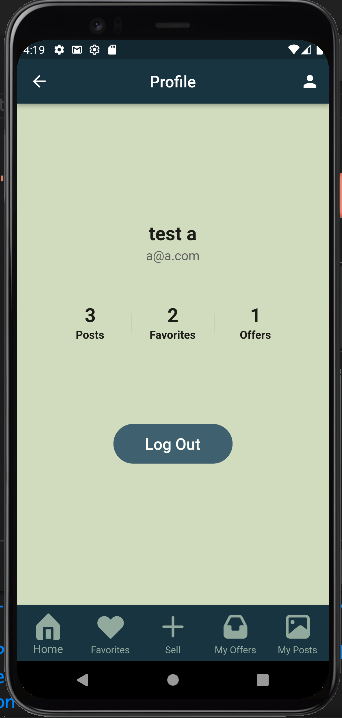 4:19
Profile
test a
a@a.com
3 2 1
Posts Favorites Offers
Log Out
Home Favorites Sell My Offers My Posts